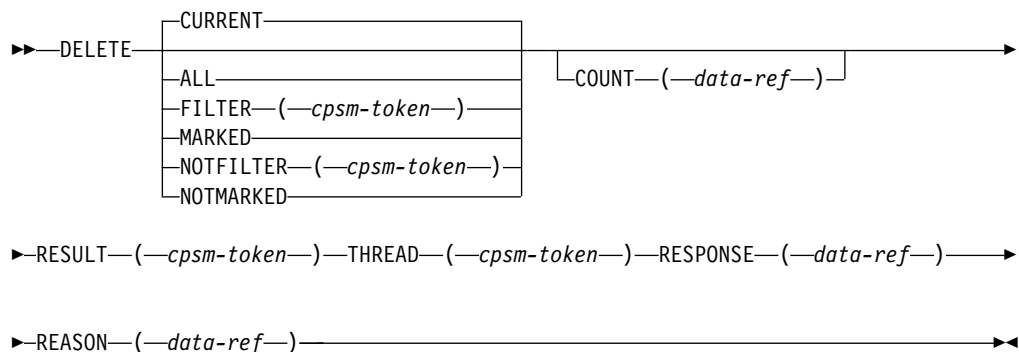 CURRENT
DELETE
ALL
COUNT (data-ref)
FILTER (cpsm-token)
MARKED
NOTFILTER (cpsm-token)
NOTMARKED
RESULT (cpsm-token) THREAD (cpsm-token) RESPONSE (data-ref)
REASON (data-ref)